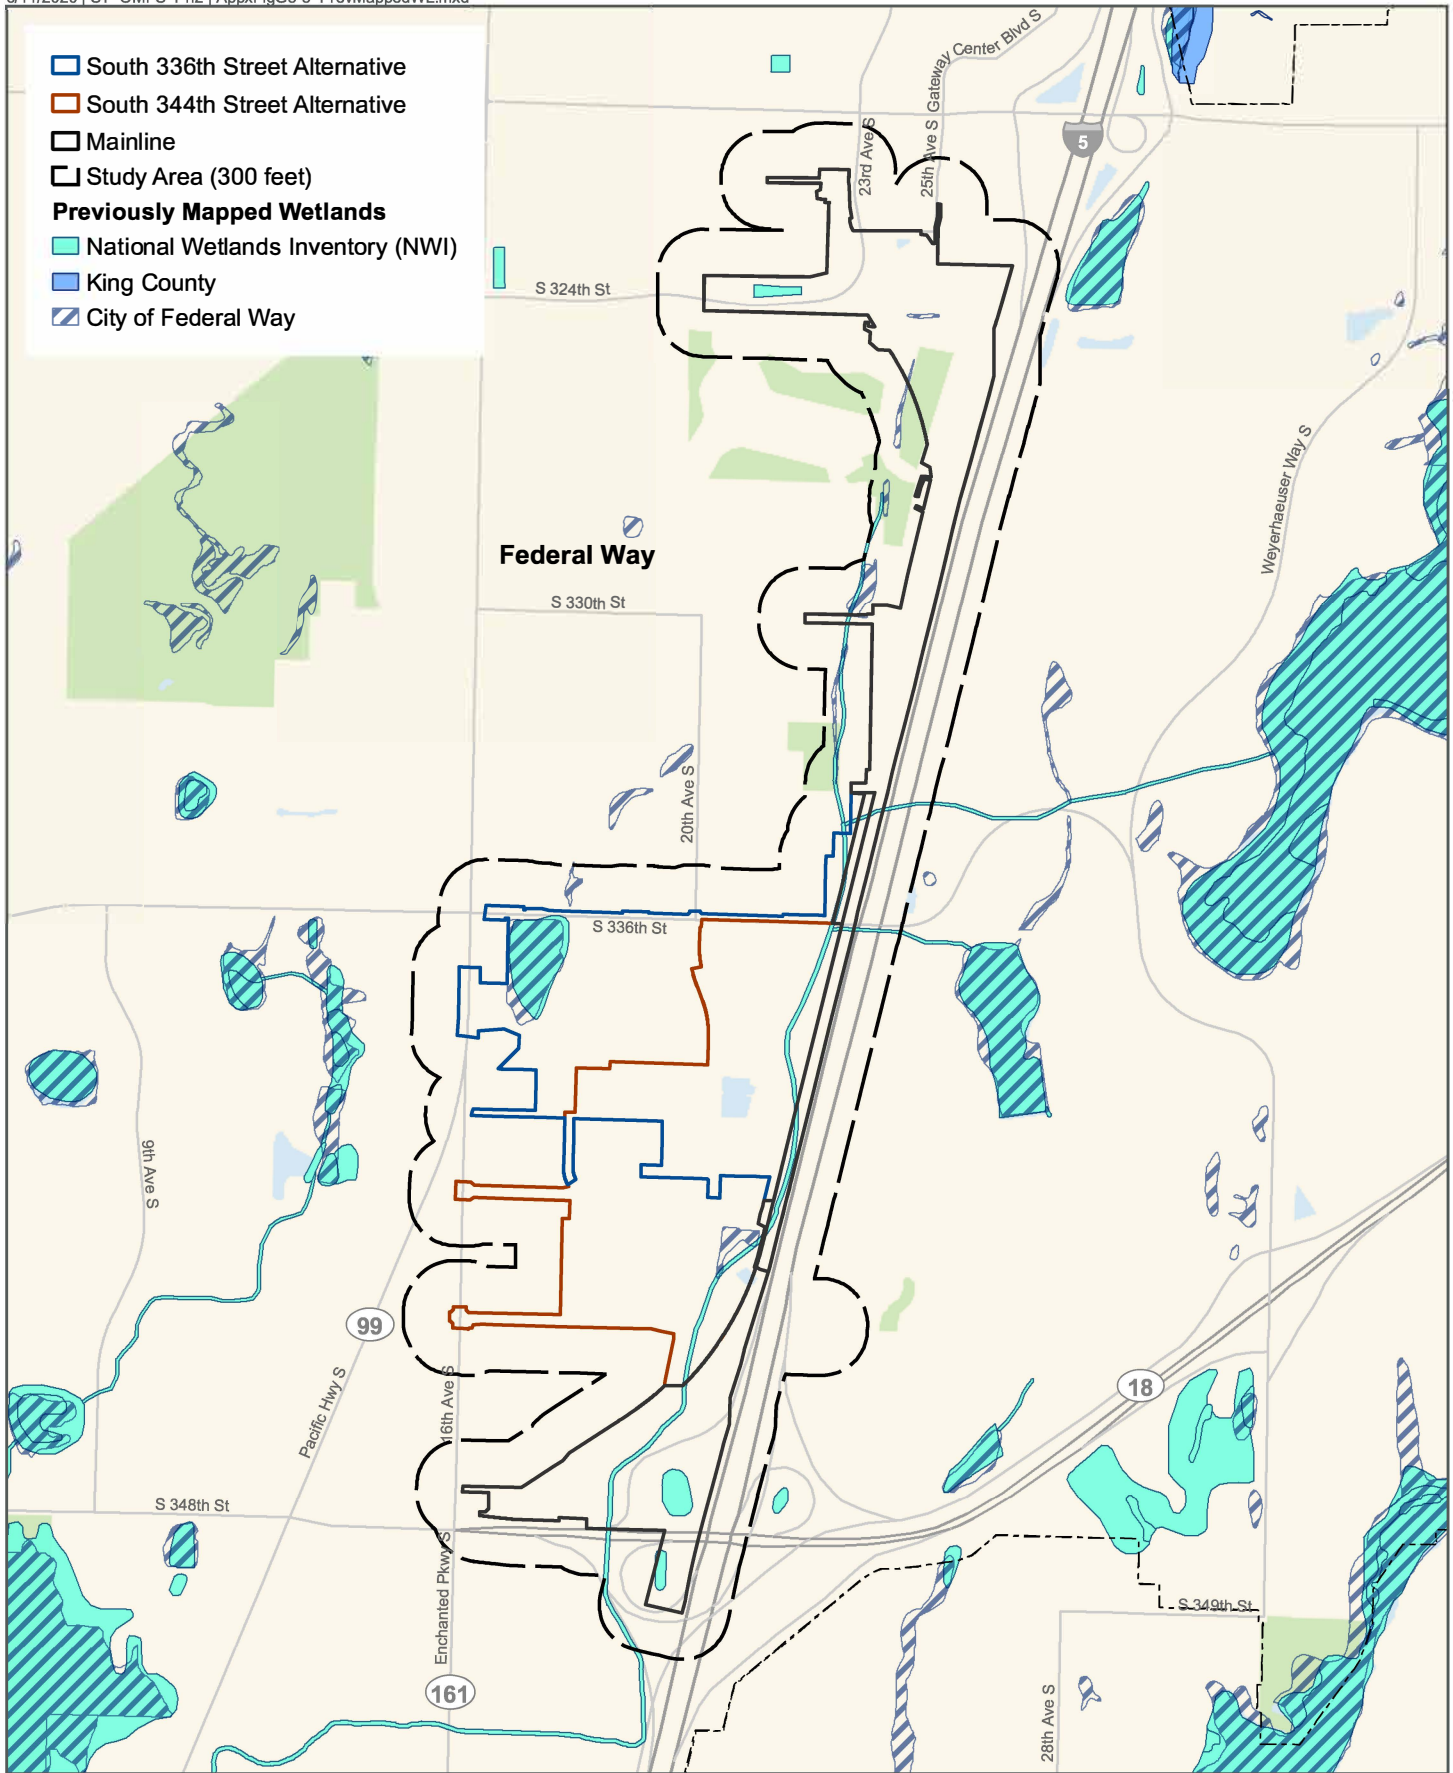 South 336th Street Alternative
South 344th Street Alternative
Mainline
Study Area (300 feet)
Previously Mapped Wetlands
National Wetlands Inventory (NWI)
King County
City of Federal Way
23rd Ave S
25th Ave S
Gateway Center Blvd S
5
S 324th St
Weyerhaeuser Way S
Federal Way
S 330th St
20th Ave S
S 336th St
9th Ave S
99
Pacific Hwy S
16th Ave S
18
S 348th St
Enchanted Pkwy S
S 349th St
161
28th Ave S